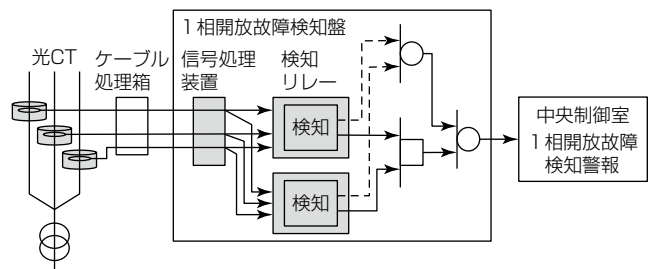 1相開放故障検知盤
光CT
ケーブル
処理箱
信号処理
装置
検知
リレー
検知
検知
中央制御室
1相開放故障
検知警報